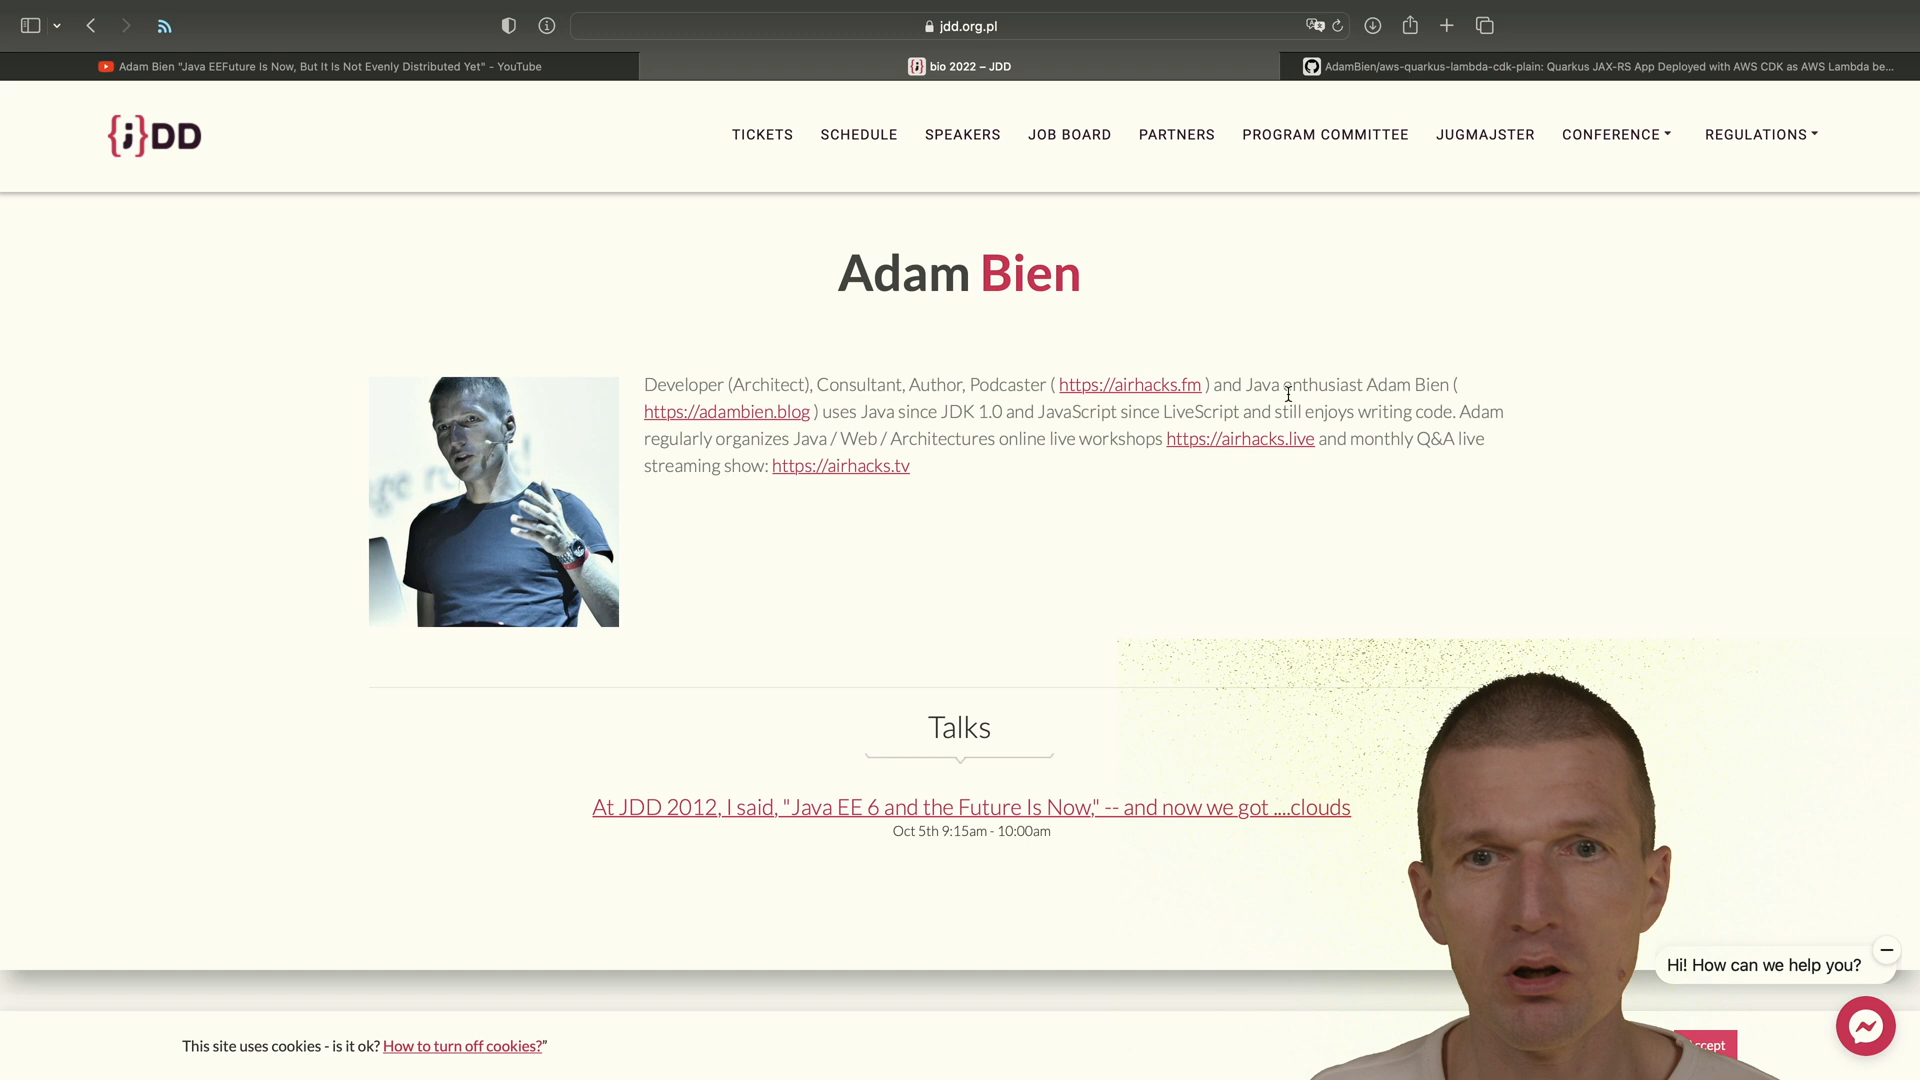 jdd.org.pl
Adam Bien "Java EEFuture Is Now, But It Is Not Evenly Distributed Yet" - YouTube
bio 2022 – JDD
AdamBien/aws-quarkus-lambda-cdk-plain: Quarkus JAX-RS App Deployed with AWS CDK as AWS Lambda be...
{j}DD
TICKETS
SCHEDULE
SPEAKERS
JOB BOARD
PARTNERS
PROGRAM COMMITTEE
JUGMAJSTER
CONFERENCE
REGULATIONS
Adam Bien
Developer (Architect), Consultant, Author, Podcaster ( https://airhacks.fm ) and Java enthusiast Adam Bien (
https://adambien.blog ) uses Java since JDK 1.0 and JavaScript since LiveScript and still enjoys writing code. Adam
regularly organizes Java / Web / Architectures online live workshops https://airhacks.live and monthly Q&A live
streaming show: https://airhacks.tv
Talks
At JDD 2012, I said, "Java EE 6 and the Future Is Now," -- and now we got ....clouds
Oct 5th 9:15am - 10:00am
Hi! How can we help you?
This site uses cookies - is it ok? How to turn off cookies?"